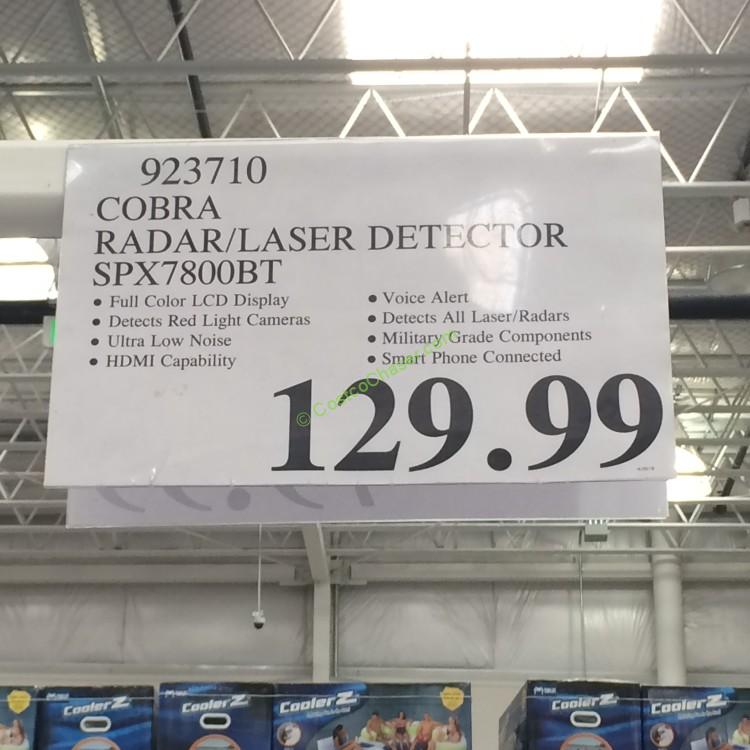 923710
COBRA
RADAR/LASER DETECTOR
SPX7800BT
• Full Color LCD Display
• Detects Red Light Cameras
• Ultra Low Noise
• HDMI Capability
• Voice Alert
• Detects All Laser/Radars
• Military Grade Components
• Smart Phone Connected
129.99
© CostcoChaser.com
CoolerZ
CoolerZ
CoolerZ
CoolerZ
CoolerZ